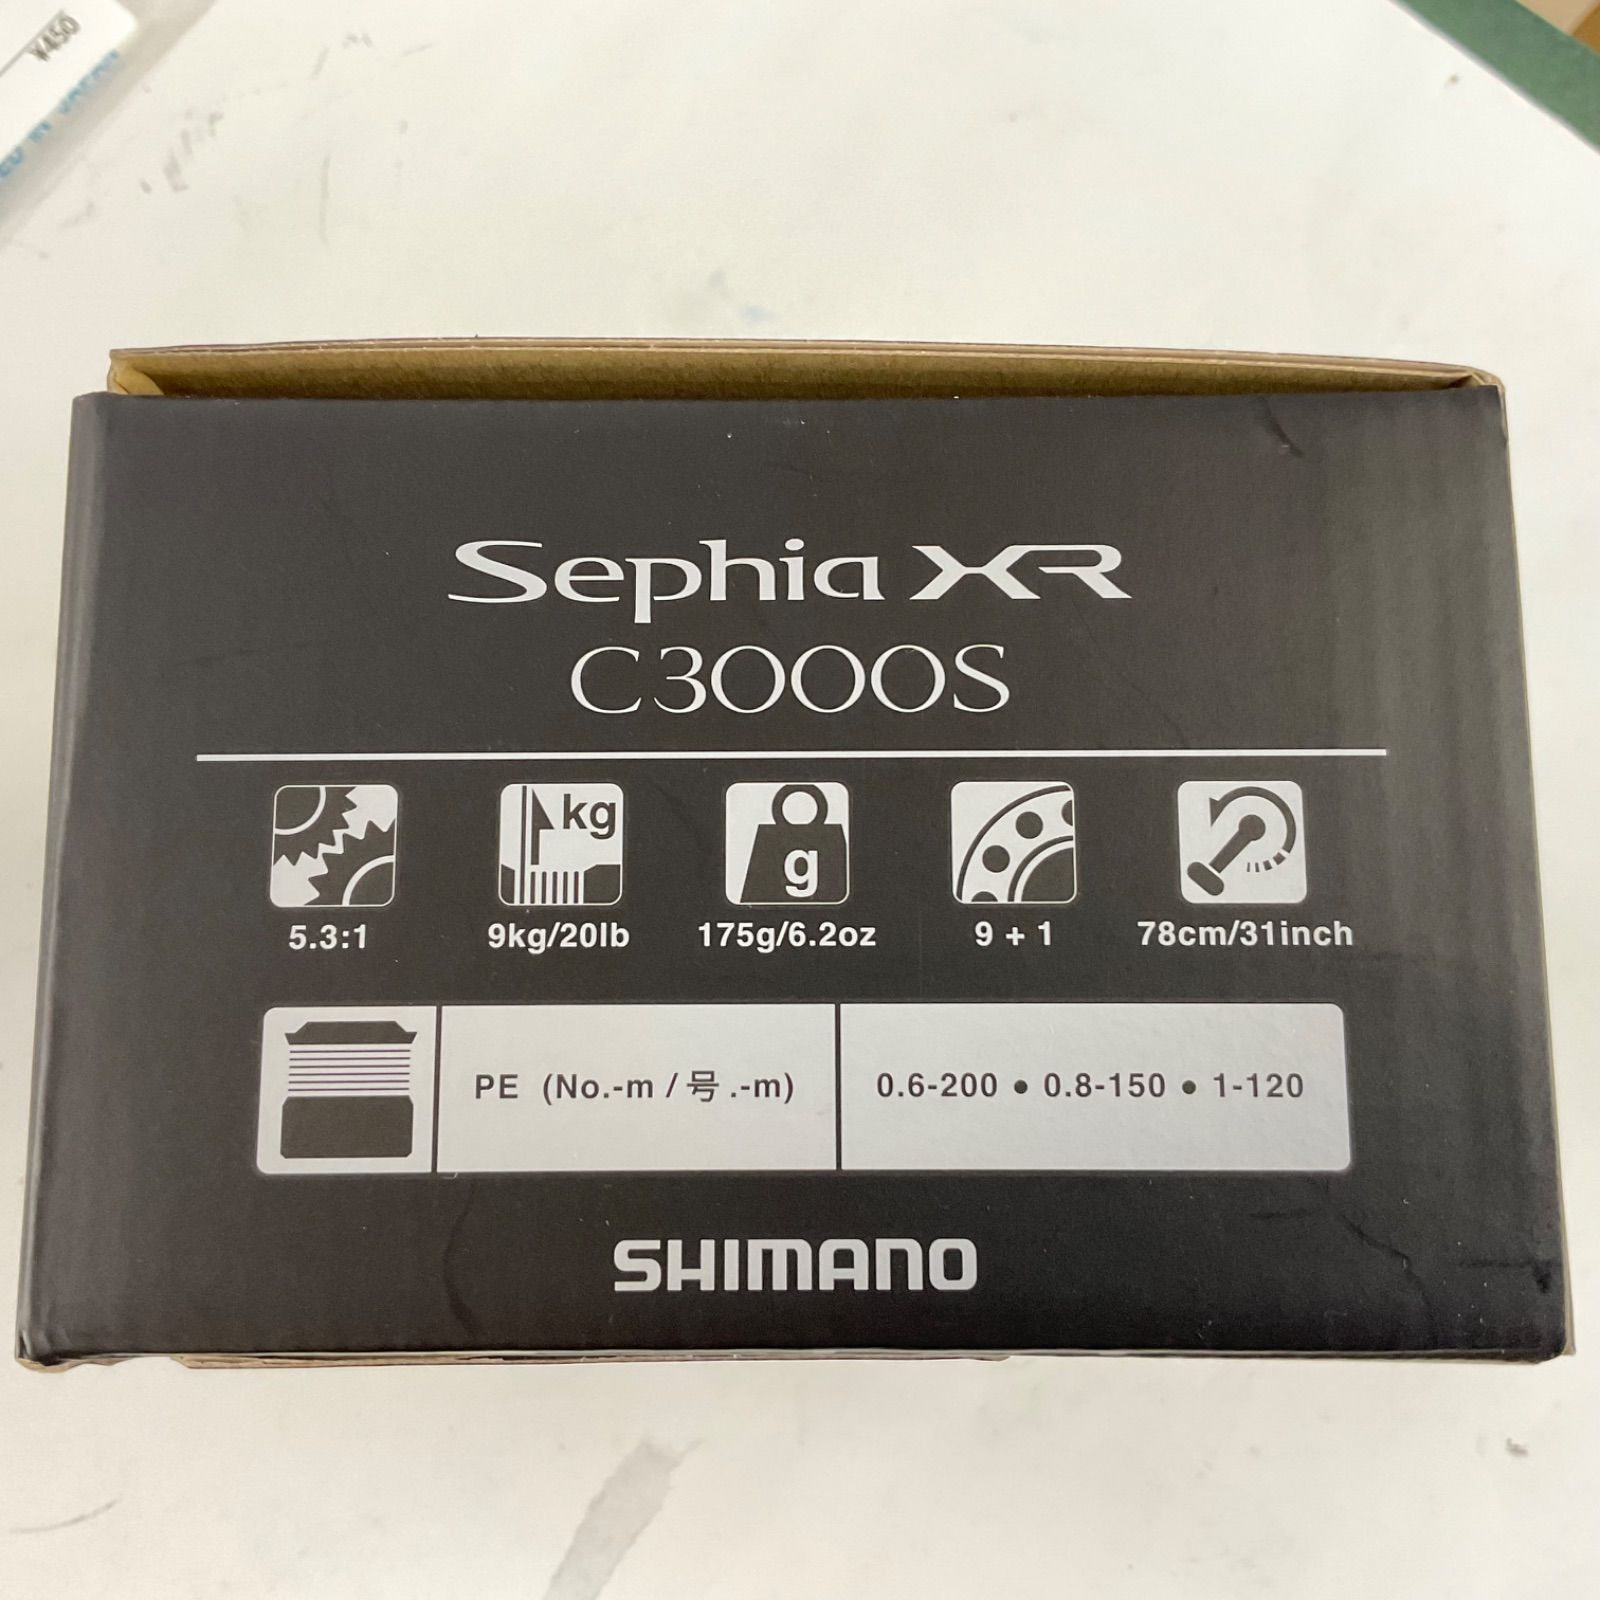 ¥450
Sephia XR
C3000S
kg
g
5.3:1 9kg/20lb 175g/6.2oz 9 + 1 78cm/31inch
PE (No.-m / 号.-m) 0.6-200 • 0.8-150 • 1-120
SHIMANO